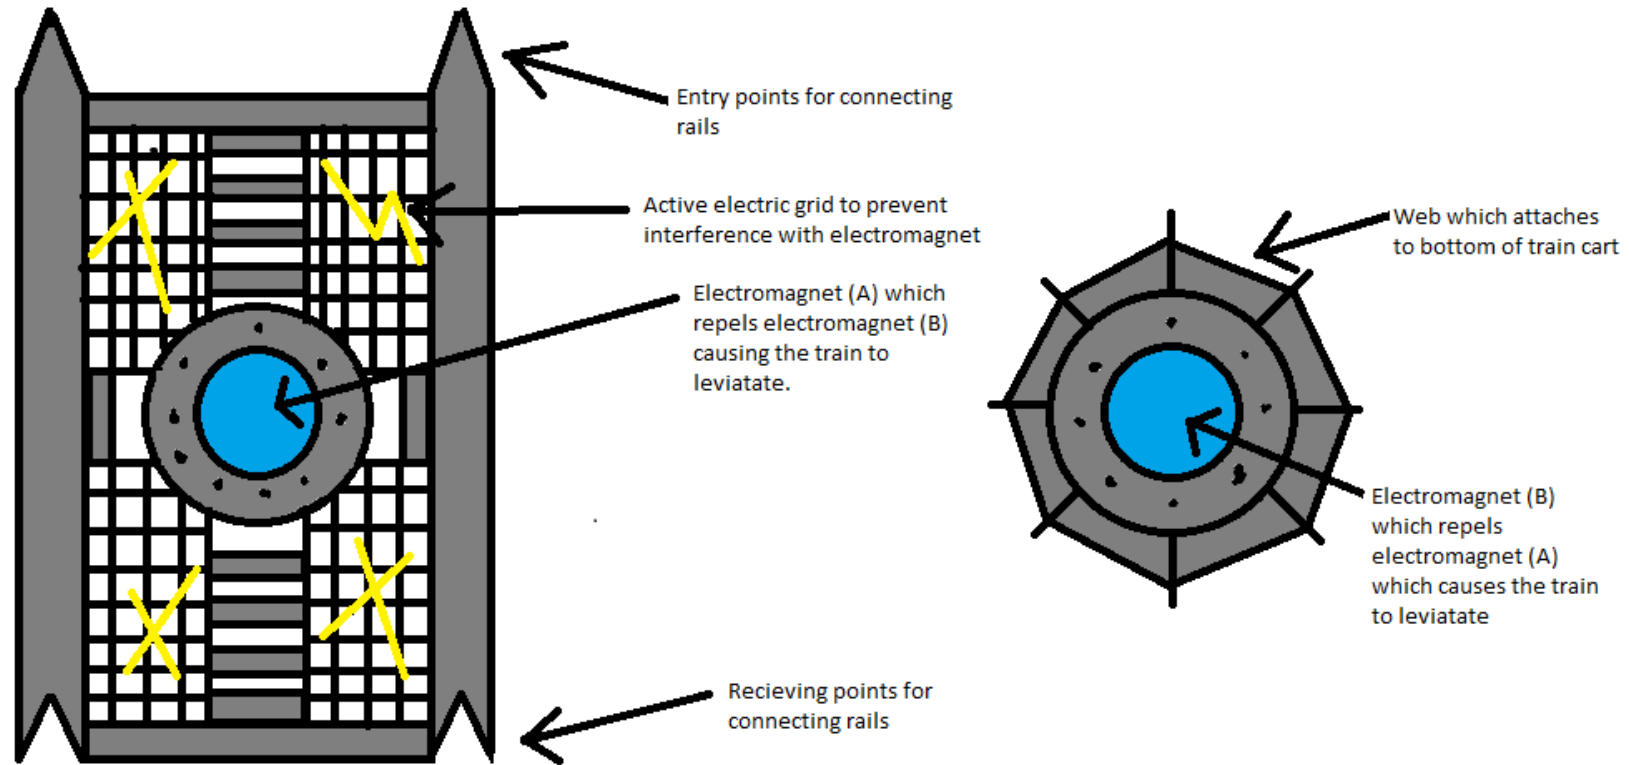 Entry points for connecting
rails
Active electric grid to prevent
interference with electromagnet
Electromagnet (A) which
repels electromagnet (B)
causing the train to
leviatate.
Recieving points for
connecting rails
Web which attaches
to bottom of train cart
Electromagnet (B)
which repels
electromagnet (A)
which causes the train
to leviatate